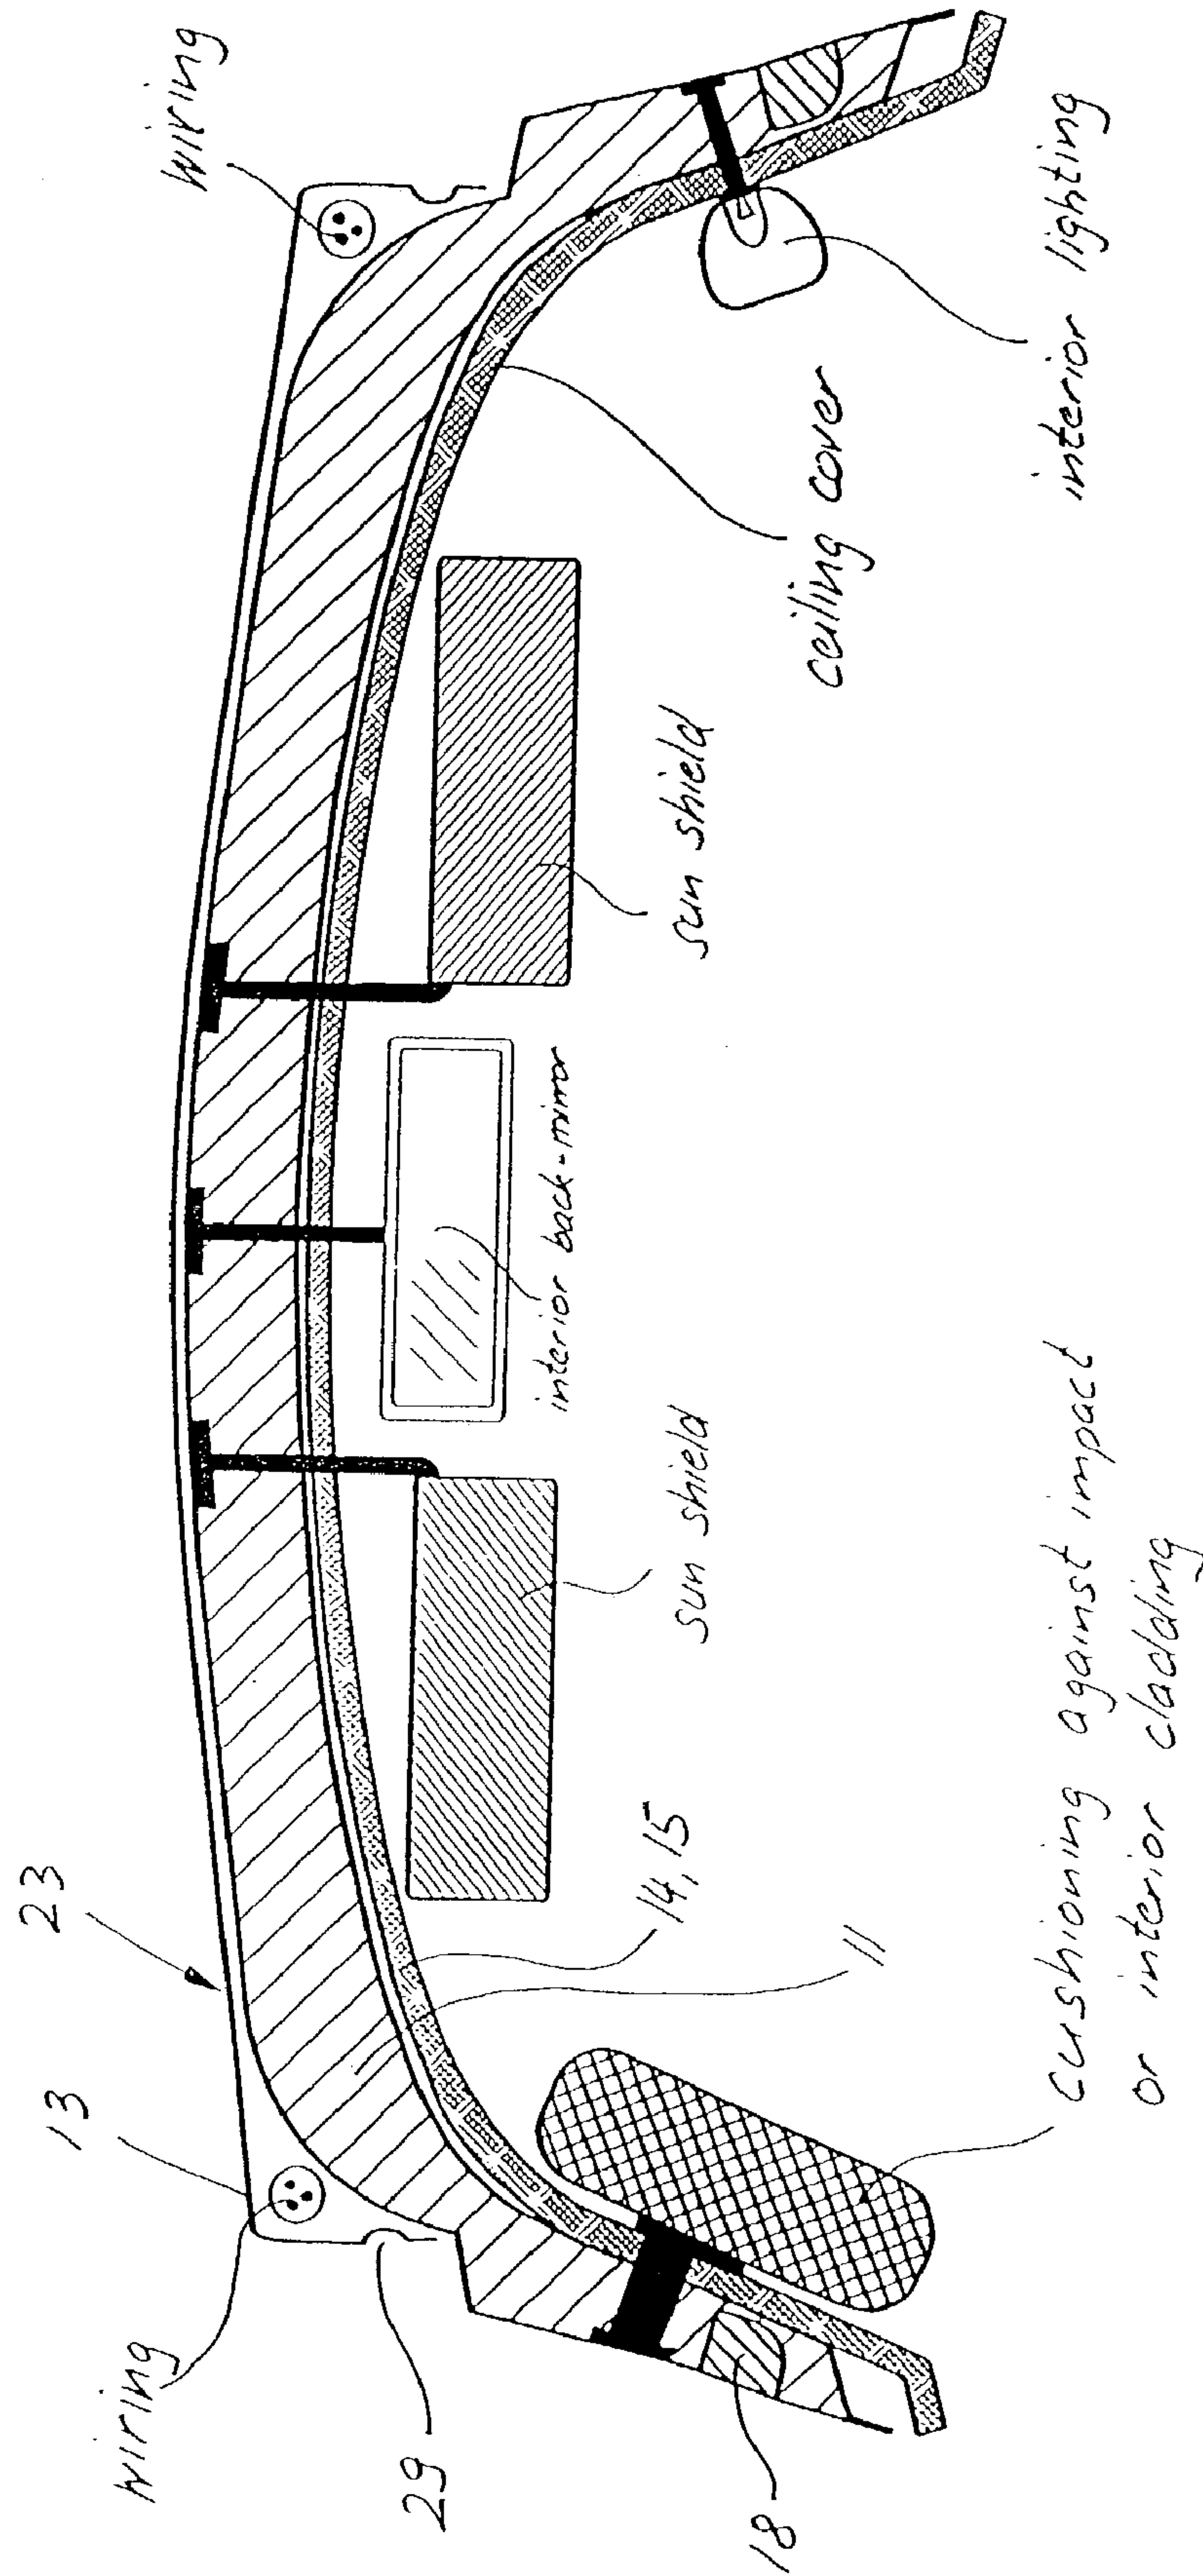 wiring
13
23
wiring
29
18
11
14, 15
sun shield
interior back-mirror
sun shield
ceiling cover
interior lighting
cushioning against impact
or interior cladding